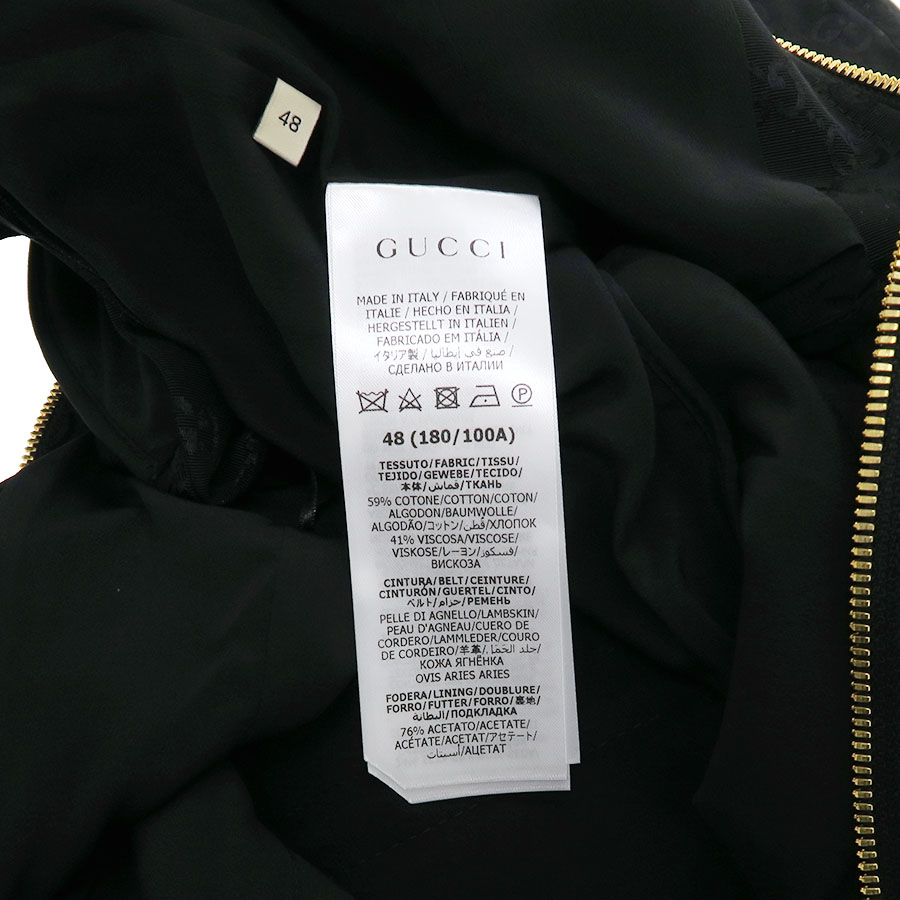 48
GUCCI
MADE IN ITALY / FABRIQUÉ EN
ITALIE / HECHO EN ITALIA /
HERGESTELLT IN ITALIEN /
FABRICADO EM ITÁLIA /
イタリア製 / صنع في إيطاليا /
СДЕЛАНО В ИТАЛИИ
P
48 (180/100A)
TESSUTO/FABRIC/TISSU/
TEJIDO/GEWEBE/TECIDO/
本体/قماش/ТКАНЬ
59% COTONE/COTTON/COTON/
ALGODON/BAUMWOLLE/
ALGODÃO/コットン/قطن/ХЛОПОК
41% VISCOSA/VISCOSE/
VISKOSE/レーヨン/فسكوز/
ВИСКОЗА
CINTURA/BELT/CEINTURE/
CINTURÓN/GUERTEL/CINTO/
ベルト/حزام/РЕМЕНЬ
PELLE DI AGNELLO/LAMBSKIN/
PEAU D'AGNEAU/CUERO DE
CORDERO/LAMMLEDER/COURO
DE CORDEIRO/羊革/جلد الحمل/
КОЖА ЯГНЁНКА
OVIS ARIES ARIES
FODERA/LINING/DOUBLURE/
FORRO/FUTTER/FORRO/裏地/
البطانة/ПОДКЛАДКА
76% ACETATO/ACETATE/
ACÉTATE/ACETAT/アセテート/
أسيتات/АЦЕТАТ